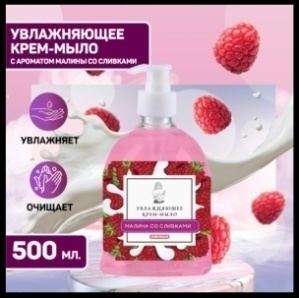 УВЛАЖНЯЮЩЕЕ
КРЕМ-МЫЛО
С АРОМАТОМ МАЛИНЫ СО СЛИВКАМИ
УВЛАЖНЯЕТ
ОЧИЩАЕТ
500 МЛ.
УВЛАЖНЯЮЩЕЕ
КРЕМ-МЫЛО
МАЛИНА СО СЛИВКАМИ